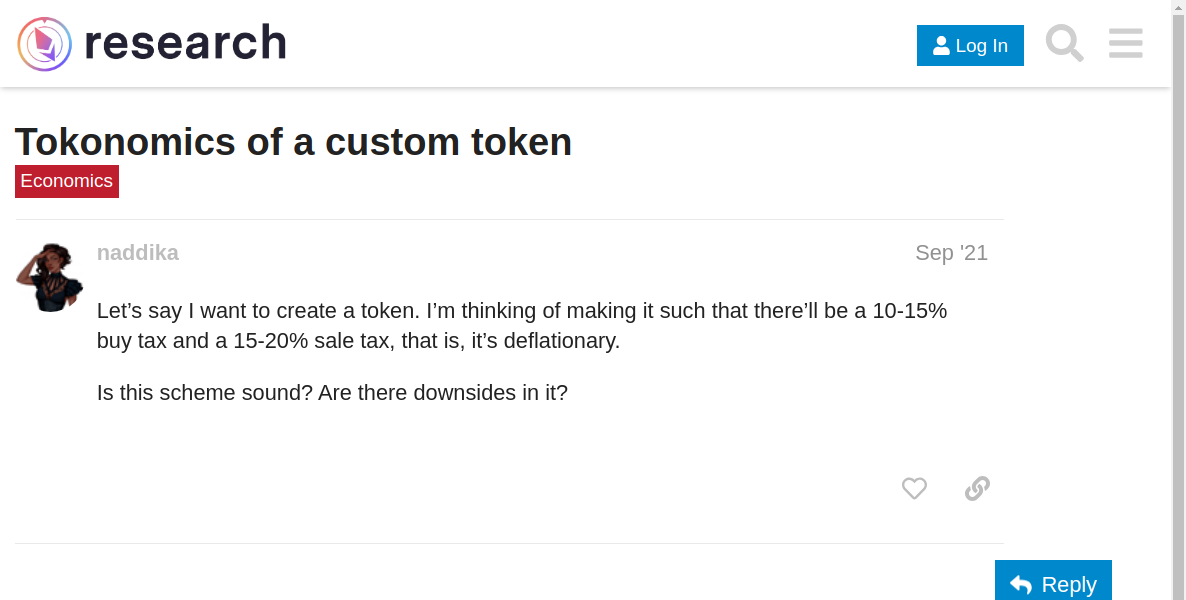 research
Log In
Tokonomics of a custom token
Economics
naddika
Sep '21
Let’s say I want to create a token. I’m thinking of making it such that there’ll be a 10-15%
buy tax and a 15-20% sale tax, that is, it’s deflationary.
Is this scheme sound? Are there downsides in it?
Reply